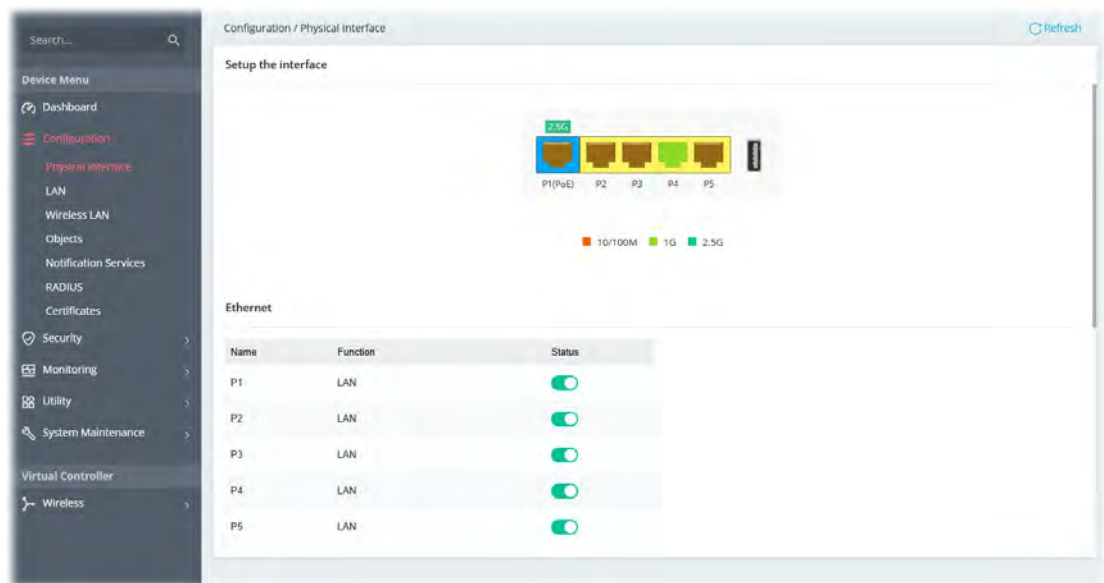 Search...
Device Menu
Dashboard
Configuration
Physical Interface
LAN
Wireless LAN
Objects
Notification Services
RADIUS
Certificates
Security
Monitoring
Utility
System Maintenance
Virtual Controller
Wireless
Configuration / Physical Interface
Refresh
Setup the interface
2.5G
P1(PoE) P2 P3 P4 P5
10/100M 1G 2.5G
Ethernet
Name Function Status
P1 LAN
P2 LAN
P3 LAN
P4 LAN
P5 LAN